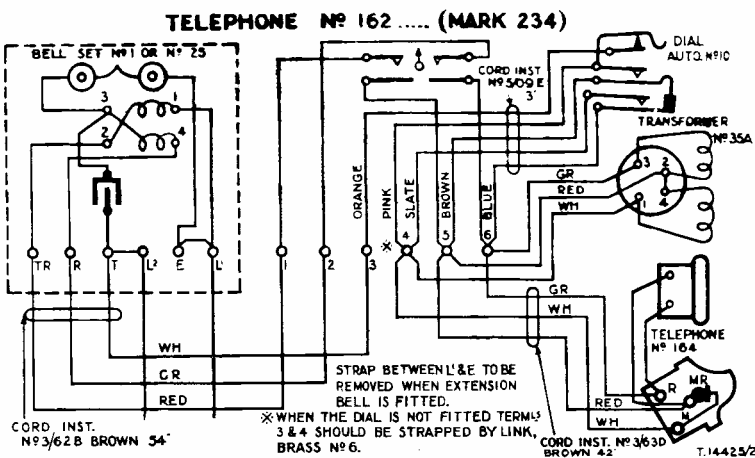 TELEPHONE Nº 162 ..... (MARK 234)
BELL SET Nº 1 OR Nº 25
DIAL
AUTO. Nº 10
CORD INST.
Nº 5/09 E
3'
TRANSFORMER
Nº 35A
3
1
2
4
3
2
4
1
ORANGE
PINK
SLATE
BROWN
BLUE
GR
RED
WH
TR
R
T
L²
E
L'
1
2
3
※
4
5
6
GR
WH
WH
GR
RED
TELEPHONE
Nº 164
STRAP BETWEEN L' & E TO BE
REMOVED WHEN EXTENSION
BELL IS FITTED.
※ WHEN THE DIAL IS NOT FITTED TERMLS
3 & 4 SHOULD BE STRAPPED BY LINK,
BRASS Nº 6.
R
MR
M
RED
WH
CORD INST.
Nº 3/62B BROWN 54"
CORD INST. Nº 3/63D
BROWN 42"
T.14425/2